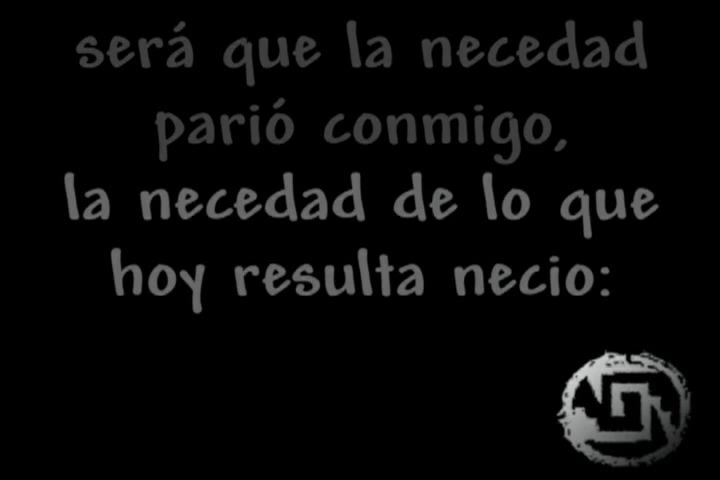 será que la necedad
parió conmigo,
la necedad de lo que
hoy resulta necio: